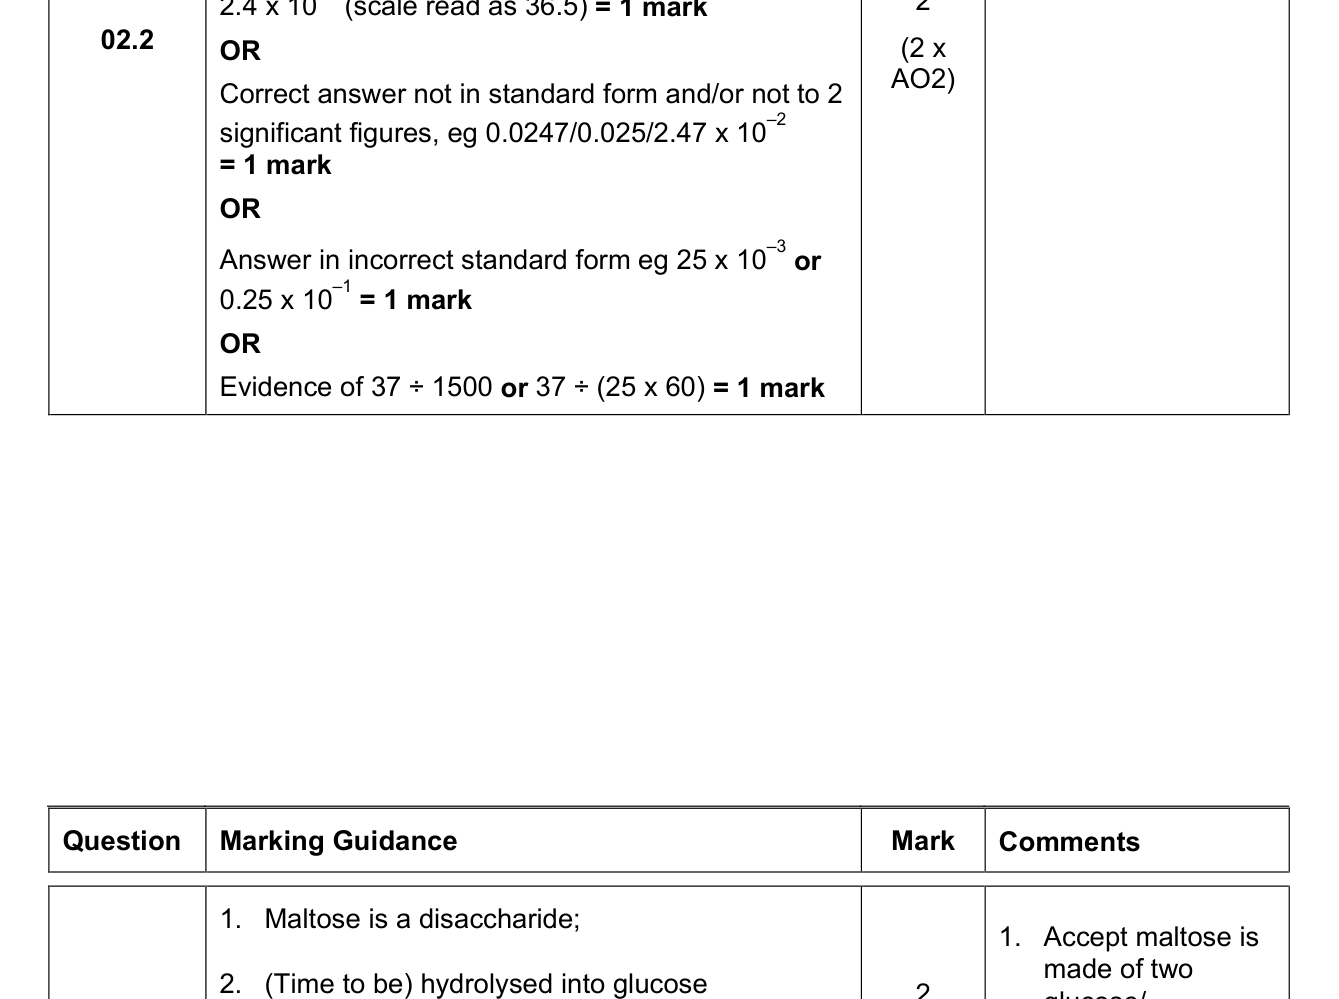 2.4 x 10 (scale read as 36.5) = 1 mark
2
02.2
OR
(2 x
AO2)
Correct answer not in standard form and/or not to 2
significant figures, eg 0.0247/0.025/2.47 x 10⁻²
= 1 mark
OR
Answer in incorrect standard form eg 25 x 10⁻³ or
0.25 x 10⁻¹ = 1 mark
OR
Evidence of 37 ÷ 1500 or 37 ÷ (25 x 60) = 1 mark
Question Marking Guidance Mark Comments
1. Maltose is a disaccharide;
2. (Time to be) hydrolysed into glucose
2
1. Accept maltose is
made of two
glucose/